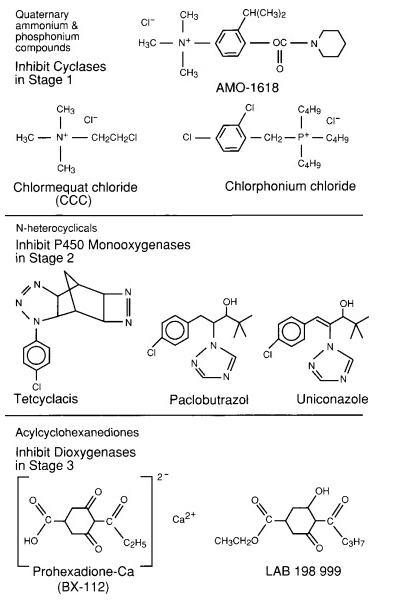 Quaternary
ammonium &
phosphonium
compounds
Inhibit Cyclases
in Stage 1
Cl⁻
CH₃
H₃C
N⁺
CH₃
CH(CH₃)₂
OC
O
N
AMO-1618
CH₃
Cl⁻
H₃C
N⁺
CH₂CH₂Cl
CH₃
Chlormequat chloride
(CCC)
Cl
Cl
CH₂
C₄H₉
Cl⁻
P⁺
C₄H₉
C₄H₉
Chlorphonium chloride
N-heterocyclicals
Inhibit P450 Monooxygenases
in Stage 2
N
N
N
N
N
Cl
Tetcyclacis
OH
Cl
N
N
N
Paclobutrazol
OH
Cl
N
N
N
Uniconazole
Acylcyclohexanediones
Inhibit Dioxygenases
in Stage 3
2−
O
O
O
HO
O
C₂H₅
Ca²⁺
Prohexadione-Ca
(BX-112)
OH
O
O
CH₃CH₂O
O
C₃H₇
LAB 198 999